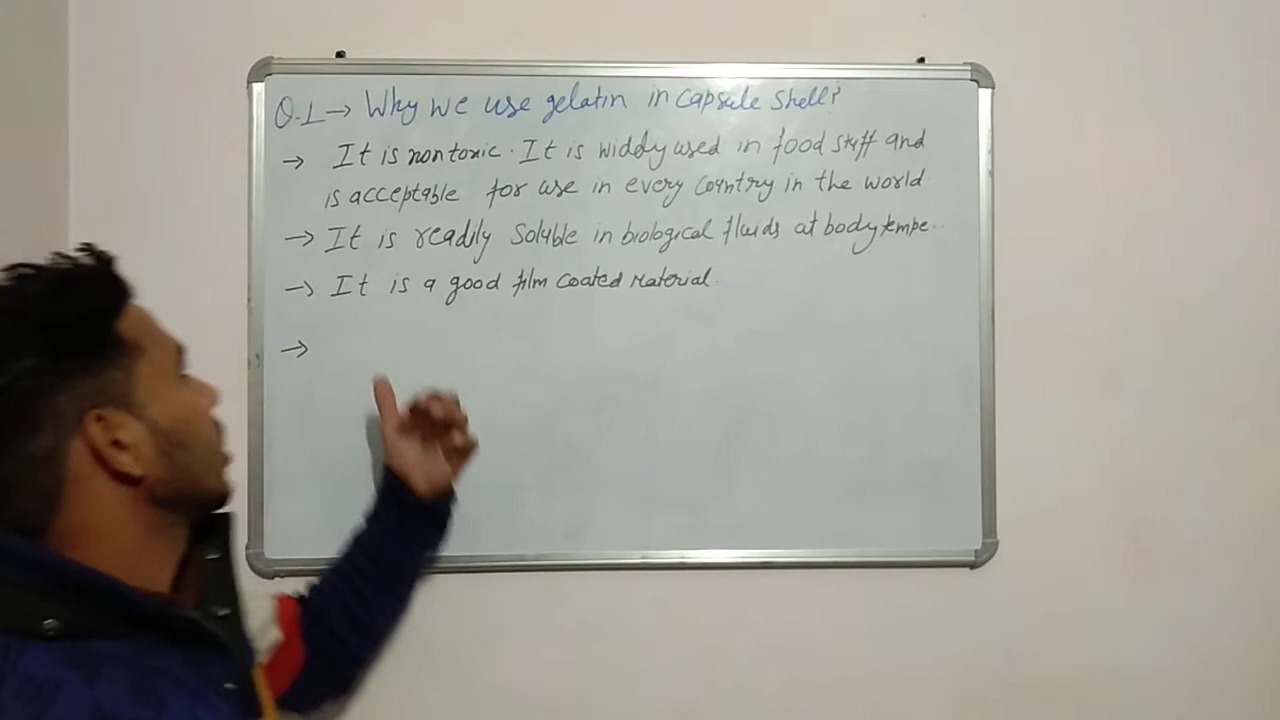 Q.1→ Why we use gelatin in capsule shell?
→ It is nontoxic. It is widdy used in food stuff and
is acceptable for use in every country in the world
→ It is readily soluble in biological fluids at body tempe..
→ It is a good film coated material.
→